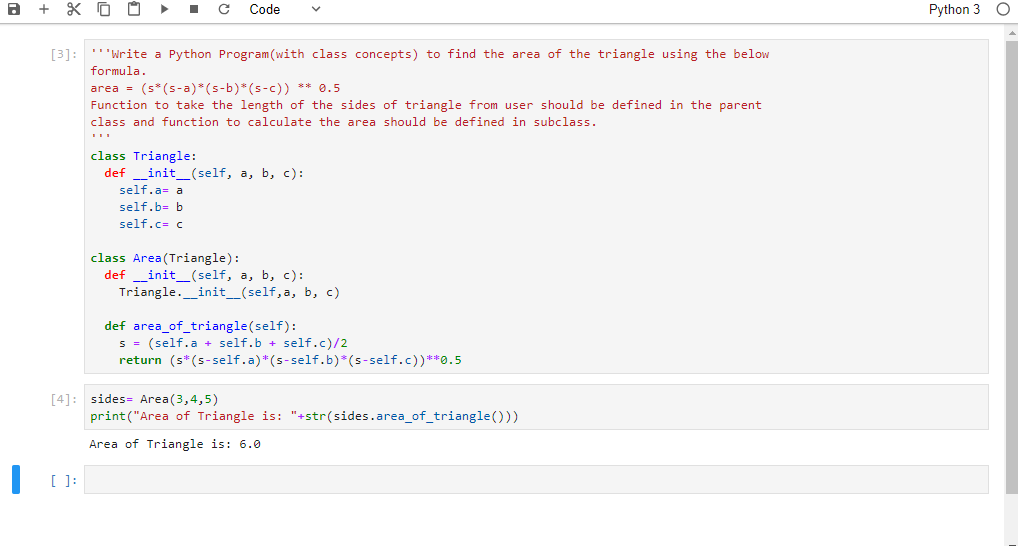 Code
Python 3
[3]:
'''Write a Python Program(with class concepts) to find the area of the triangle using the below
formula.
area = (s*(s-a)*(s-b)*(s-c)) ** 0.5
Function to take the length of the sides of triangle from user should be defined in the parent
class and function to calculate the area should be defined in subclass.
'''
class Triangle:
  def __init__(self, a, b, c):
    self.a= a
    self.b= b
    self.c= c

class Area(Triangle):
  def __init__(self, a, b, c):
    Triangle.__init__(self,a, b, c)

  def area_of_triangle(self):
    s = (self.a + self.b + self.c)/2
    return (s*(s-self.a)*(s-self.b)*(s-self.c))**0.5
[4]:
sides= Area(3,4,5)
print("Area of Triangle is: "+str(sides.area_of_triangle()))
Area of Triangle is: 6.0
[ ]: